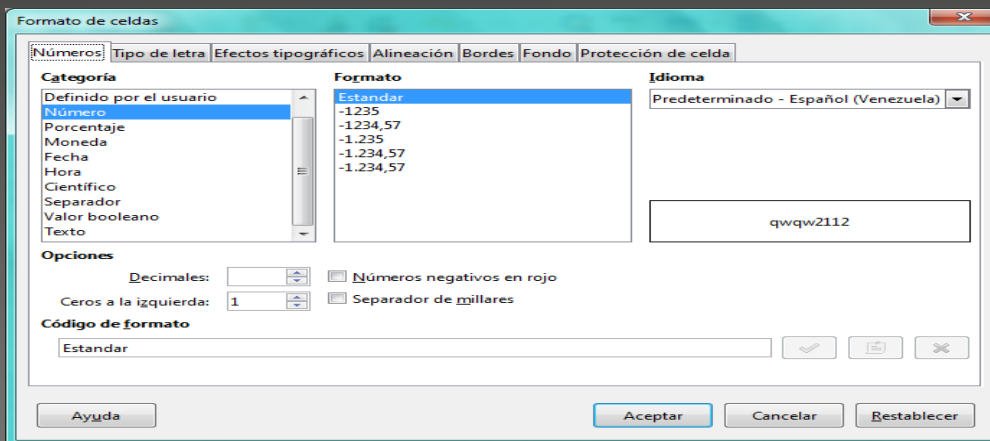 Formato de celdas
Números Tipo de letra Efectos tipográficos Alineación Bordes Fondo Protección de celda
Categoría
Definido por el usuario
Número
Porcentaje
Moneda
Fecha
Hora
Científico
Separador
Valor booleano
Texto
Formato
Estandar
-1235
-1234,57
-1.235
-1.234,57
-1.234,57
Idioma
Predeterminado - Español (Venezuela)
qwqw2112
Opciones
Decimales:
Números negativos en rojo
Ceros a la izquierda: 1
Separador de millares
Código de formato
Estandar
Ayuda Aceptar Cancelar Restablecer